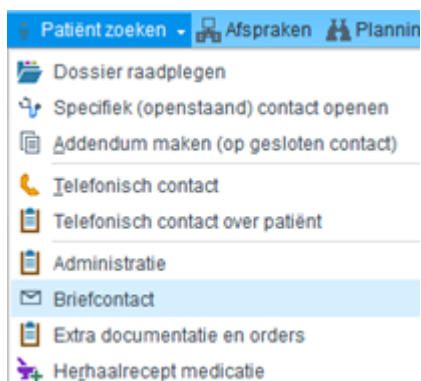 Patiënt zoeken Afspraken Plannin
Dossier raadplegen
Specifiek (openstaand) contact openen
Addendum maken (op gesloten contact)
Telefonisch contact
Telefonisch contact over patiënt
Administratie
Briefcontact
Extra documentatie en orders
Herhaalrecept medicatie